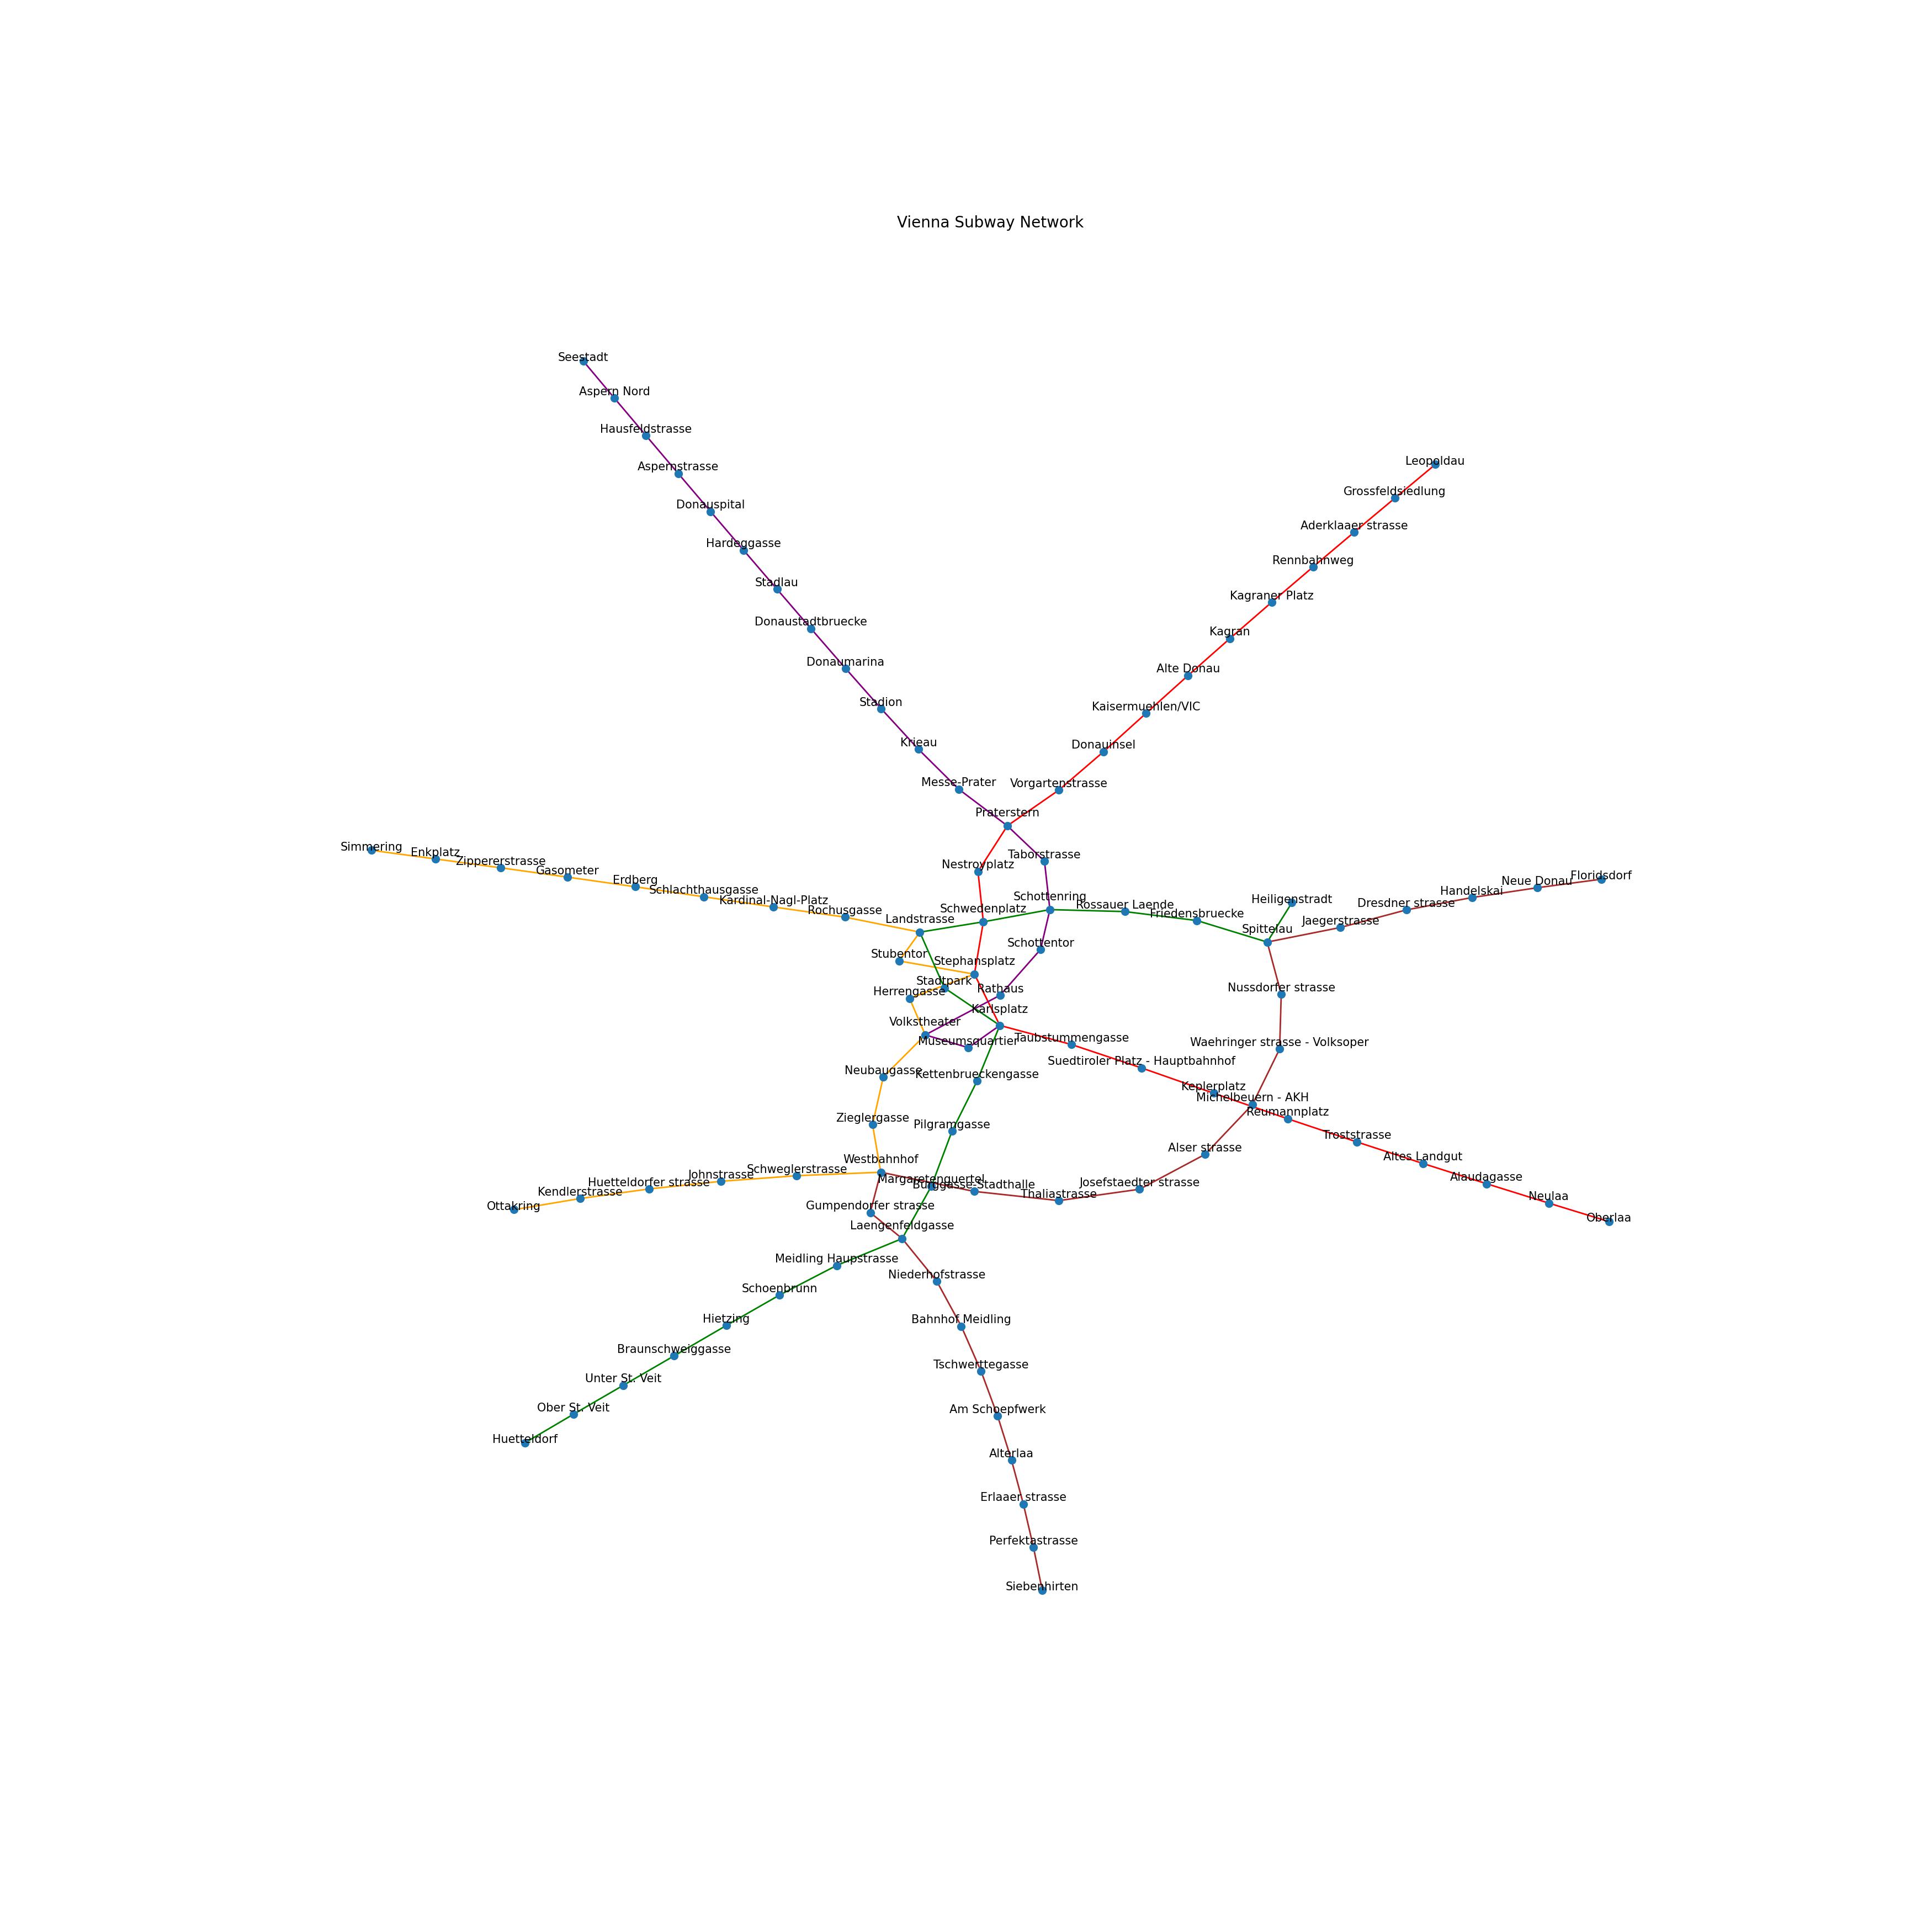 Vienna Subway Network
Seestadt
Aspern Nord
Hausfeldstrasse
Aspernstrasse
Donauspital
Hardeggasse
Stadlau
Donaustadtbruecke
Donaumarina
Stadion
Krieau
Messe-Prater
Leopoldau
Grossfeldsiedlung
Aderklaaer strasse
Rennbahnweg
Kagraner Platz
Kagran
Alte Donau
Kaisermuehlen/VIC
Donauinsel
Vorgartenstrasse
Praterstern
Nestroyplatz
Taborstrasse
Simmering
Enkplatz
Zippererstrasse
Gasometer
Erdberg
Schlachthausgasse
Kardinal-Nagl-Platz
Rochusgasse
Landstrasse
Schwedenplatz
Schottenring
Rossauer Laende
Friedensbruecke
Heiligenstadt
Spittelau
Jaegerstrasse
Dresdner strasse
Handelskai
Neue Donau
Floridsdorf
Stubentor
Stephansplatz
Schottentor
Stadtpark
Herrengasse
Rathaus
Karlsplatz
Volkstheater
Museumsquartier
Taubstummengasse
Nussdorfer strasse
Waehringer strasse - Volksoper
Suedtiroler Platz - Hauptbahnhof
Keplerplatz
Michelbeuern - AKH
Reumannplatz
Troststrasse
Altes Landgut
Alaudagasse
Neulaa
Oberlaa
Neubaugasse
Kettenbrueckengasse
Zieglergasse
Pilgramgasse
Alser strasse
Westbahnhof
Schweglerstrasse
Johnstrasse
Huetteldorfer strasse
Kendlerstrasse
Ottakring
Margaretenguertel
Burggasse-Stadthalle
Thaliastrasse
Josefstaedter strasse
Gumpendorfer strasse
Laengenfeldgasse
Meidling Haupstrasse
Schoenbrunn
Hietzing
Braunschweiggasse
Unter St. Veit
Ober St. Veit
Huetteldorf
Niederhofstrasse
Bahnhof Meidling
Tschwerttegasse
Am Schoepfwerk
Alterlaa
Erlaaer strasse
Perfektastrasse
Siebenhirten